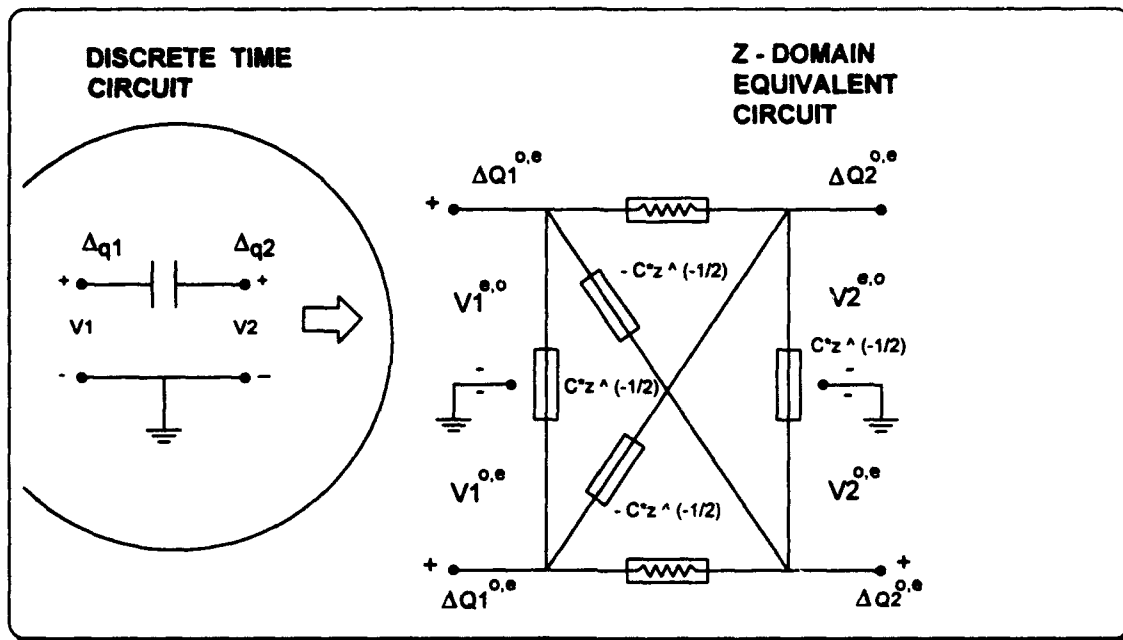 DISCRETE TIME
CIRCUIT
Z - DOMAIN
EQUIVALENT
CIRCUIT
Δq1
Δq2
+
+
V1
V2
-
-
ΔQ1^o,e
ΔQ2^o,e
+
- C*z ^ (-1/2)
V1^e,o
V2^e,o
C*z ^ (-1/2)
C*z ^ (-1/2)
-
-
-
-
V1^o,e
V2^o,e
- C*z ^ (-1/2)
+
+
ΔQ1^o,e
ΔQ2^o,e